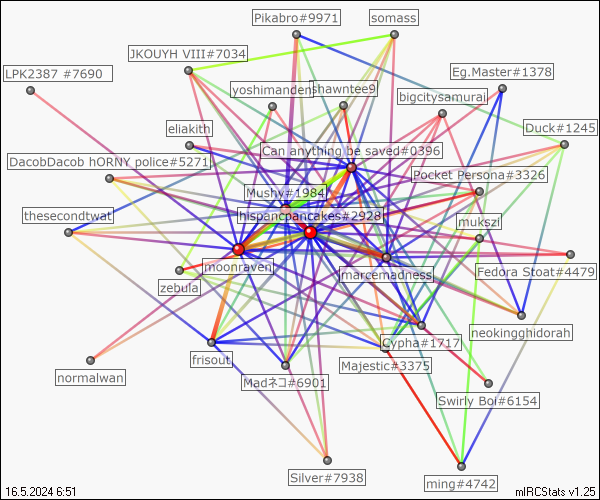 Pikabro#9971
somass
JKOUYH VIII#7034
LPK2387 #7690
Eg.Master#1378
yoshimanden
shawntee9
bigcitysamurai
eliakith
Duck#1245
Can anything be saved#0396
DacobDacob hORNY police#5271
Pocket Persona#3326
Mushy#1984
hispancpancakes#2928
thesecondtwat
mukszi
moonraven
marcemadness
Fedora Stoat#4479
zebula
neokingghidorah
Cypha#1717
frisout
Majestic#3375
normalwan
Madネコ#6901
Swirly Boi#6154
Silver#7938
ming#4742
16.5.2024 6:51
mIRCStats v1.25